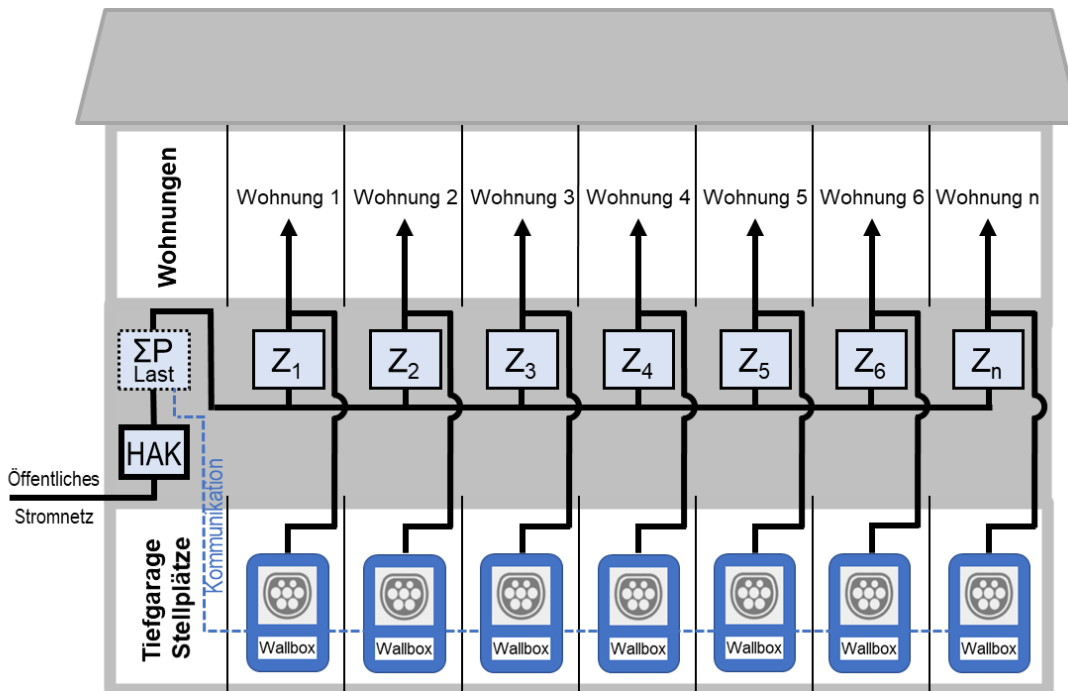 Wohnungen
Wohnung 1
Wohnung 2
Wohnung 3
Wohnung 4
Wohnung 5
Wohnung 6
Wohnung n
ΣP
Last
Z₁
Z₂
Z₃
Z₄
Z₅
Z₆
Zₙ
HAK
Öffentliches
Stromnetz
Kommunikation
Tiefgarage
Stellplätze
Wallbox
Wallbox
Wallbox
Wallbox
Wallbox
Wallbox
Wallbox